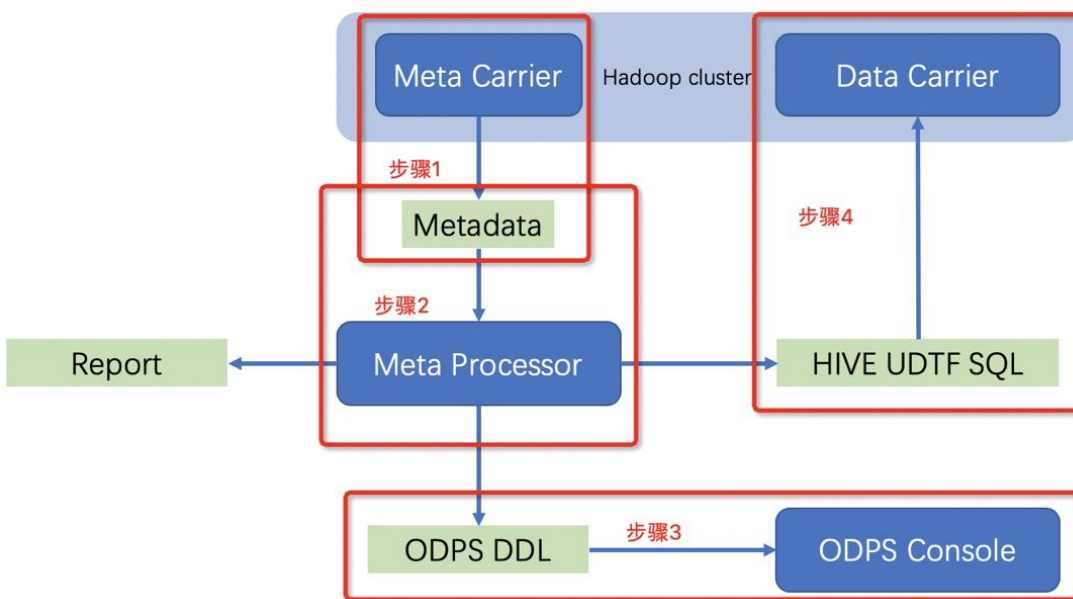 Meta Carrier
Hadoop cluster
Data Carrier
步骤1
Metadata
步骤4
步骤2
Report
Meta Processor
HIVE UDTF SQL
ODPS DDL
步骤3
ODPS Console